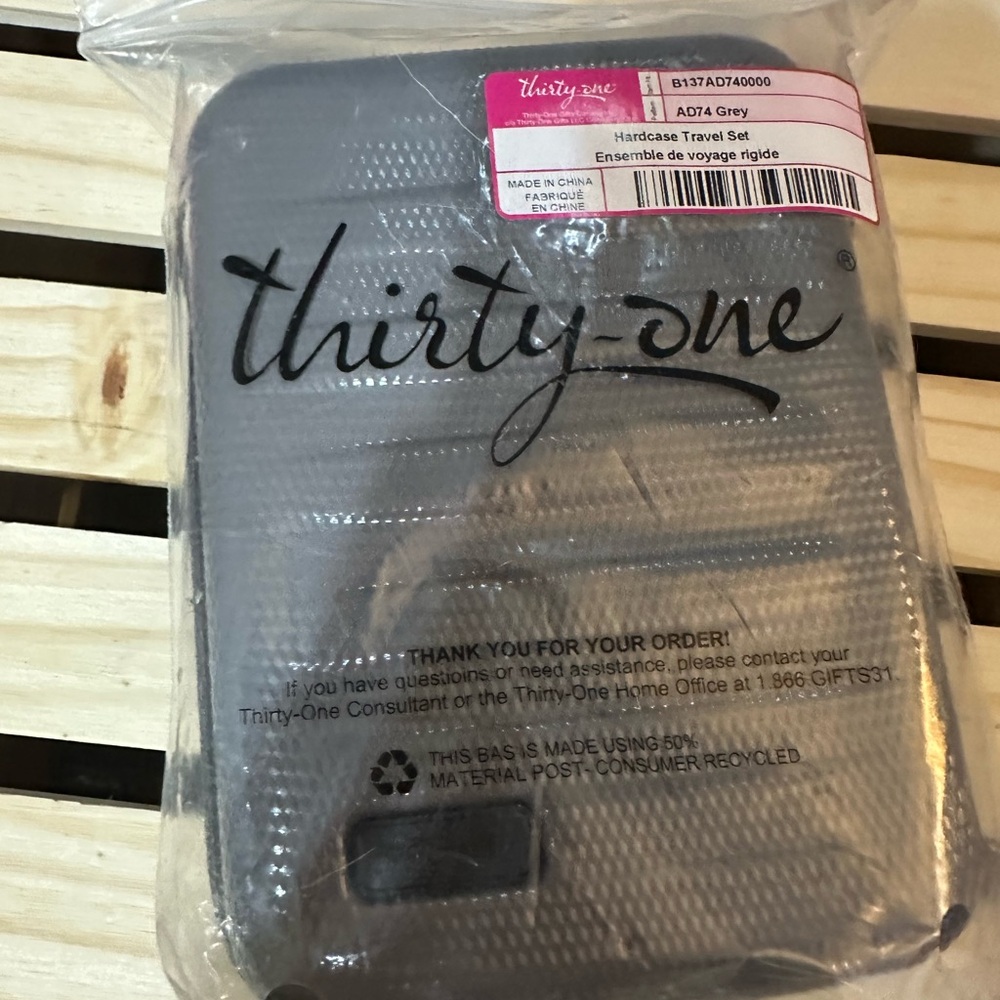 thirty-one
B137AD740000
AD74 Grey
Hardcase Travel Set
Ensemble de voyage rigide
MADE IN CHINA
FABRIQUÉ
EN CHINE
thirty-one®
THANK YOU FOR YOUR ORDER!
If you have questioins or need assistance, please contact your
Thirty-One Consultant or the Thirty-One Home Office at 1.866.GIFTS31.
THIS BAS IS MADE USING 50%
MATERIAL POST- CONSUMER RECYCLED